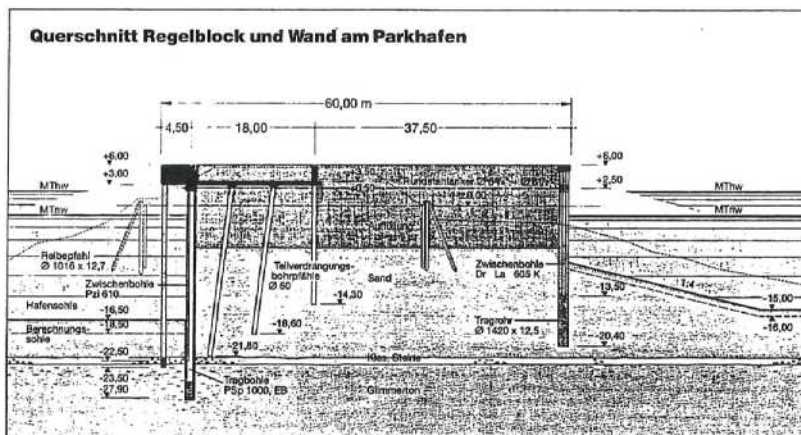 Querschnitt Regelblock und Wand am Parkhafen
60,00 m
4,50
18,00
37,50
+6,00
+3,00
+5,00
+2,50
MThw
MThw
MTnw
MTnw
Reibepfahl
Ø 1016 x 12,7
Zwischenbohle
Pzi 610
Teilverdrängungs-
bohrpfähle
Ø 60
Sand
Zwischenbohle
Dr La 605 K
1:4
-14,30
-13,50
-15,00
-16,00
Hafensohle
-16,50
-18,50
Berechnungs-
sohle
-18,60
Tragrohr
Ø 1420 x 12,5
-20,40
-21,80
-22,50
Kies, Steine
-23,50
-27,90
Tragbohle
PSp 1000, EB
Glimmerton